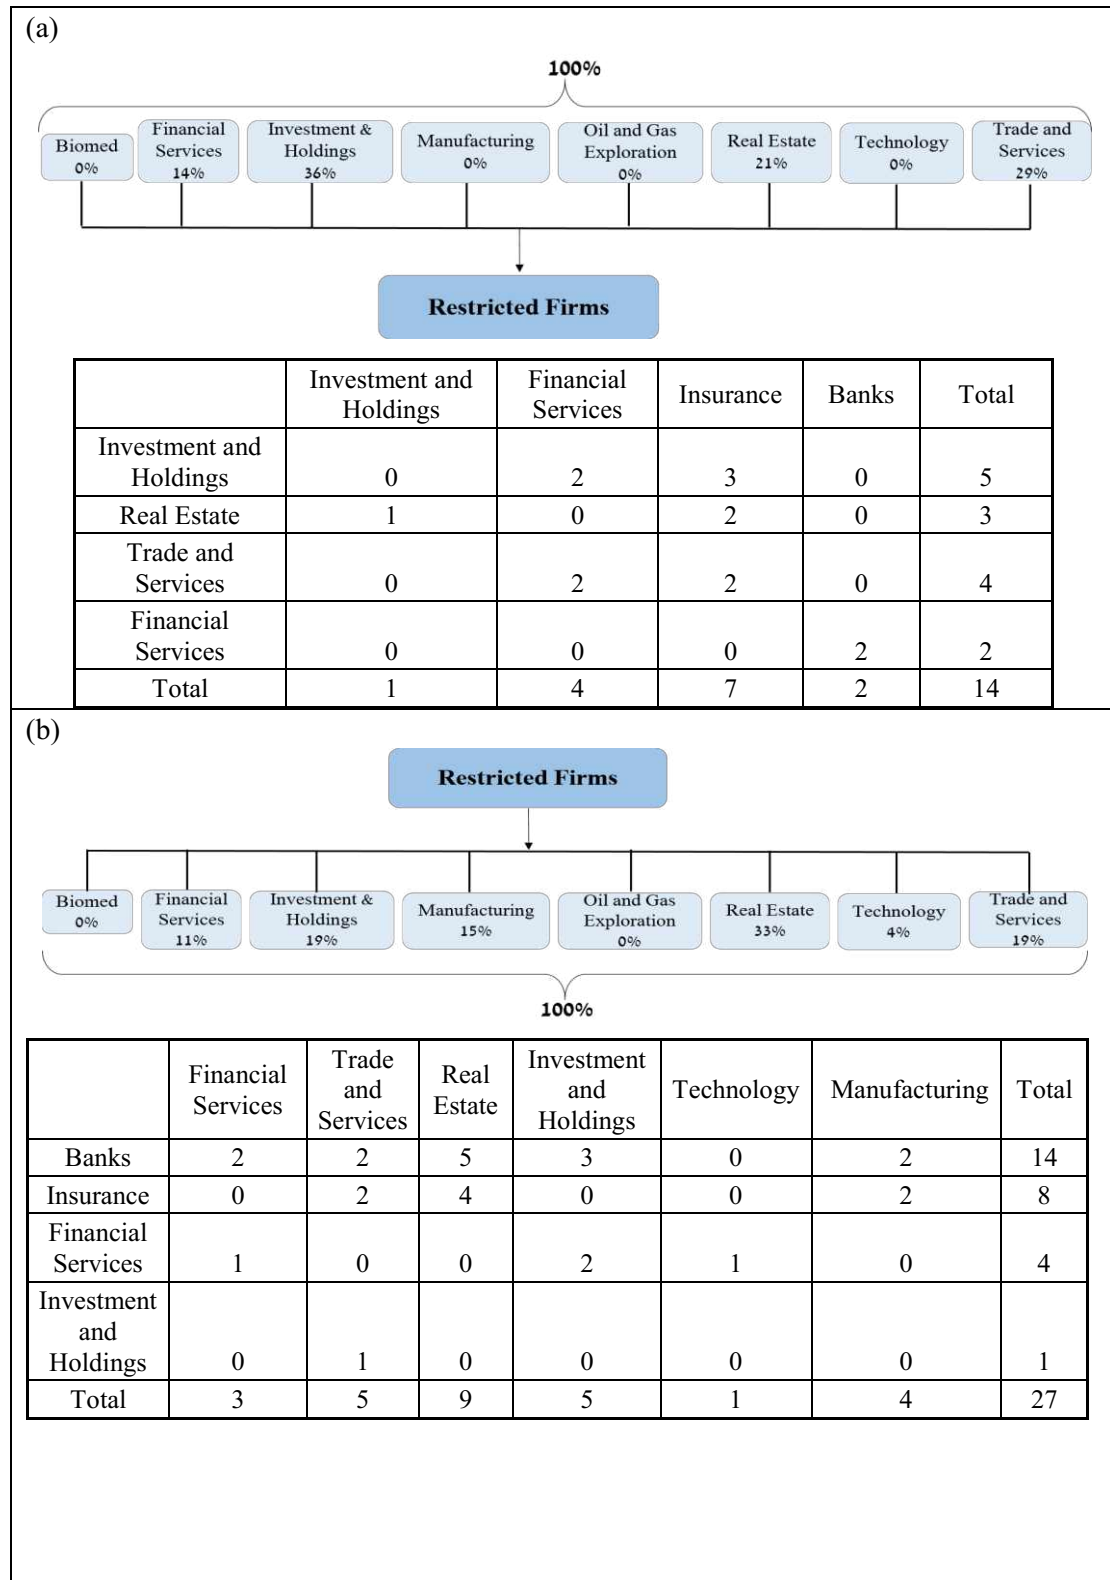 (a)
100%
Biomed
0%
Financial
Services
14%
Investment &
Holdings
36%
Manufacturing
0%
Oil and Gas
Exploration
0%
Real Estate
21%
Technology
0%
Trade and
Services
29%
Restricted Firms
Investment and
Holdings
Financial
Services
Insurance
Banks
Total
Investment and
Holdings
0
2
3
0
5
Real Estate
1
0
2
0
3
Trade and
Services
0
2
2
0
4
Financial
Services
0
0
0
2
2
Total
1
4
7
2
14
(b)
Restricted Firms
Biomed
0%
Financial
Services
11%
Investment &
Holdings
19%
Manufacturing
15%
Oil and Gas
Exploration
0%
Real Estate
33%
Technology
4%
Trade and
Services
19%
100%
Financial
Services
Trade
and
Services
Real
Estate
Investment
and
Holdings
Technology
Manufacturing
Total
Banks
2
2
5
3
0
2
14
Insurance
0
2
4
0
0
2
8
Financial
Services
1
0
0
2
1
0
4
Investment
and
Holdings
0
1
0
0
0
0
1
Total
3
5
9
5
1
4
27